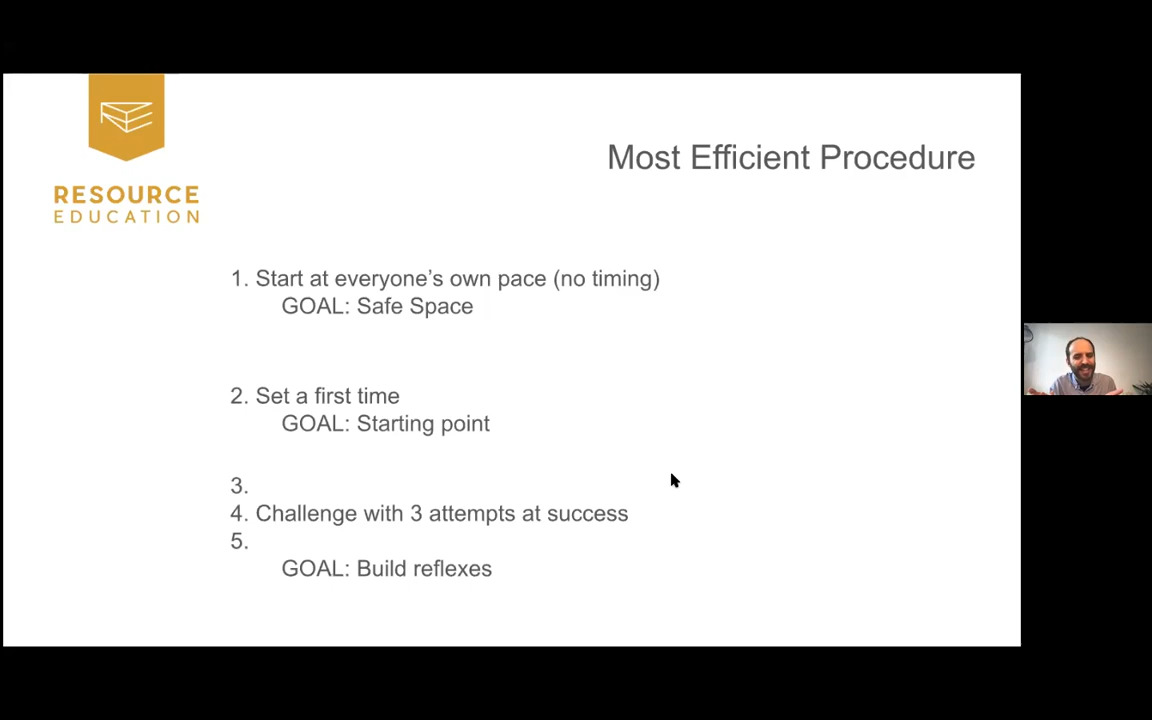 RESOURCE
EDUCATION
Most Efficient Procedure
1. Start at everyone’s own pace (no timing)
GOAL: Safe Space
2. Set a first time
GOAL: Starting point
3.
4. Challenge with 3 attempts at success
5.
GOAL: Build reflexes